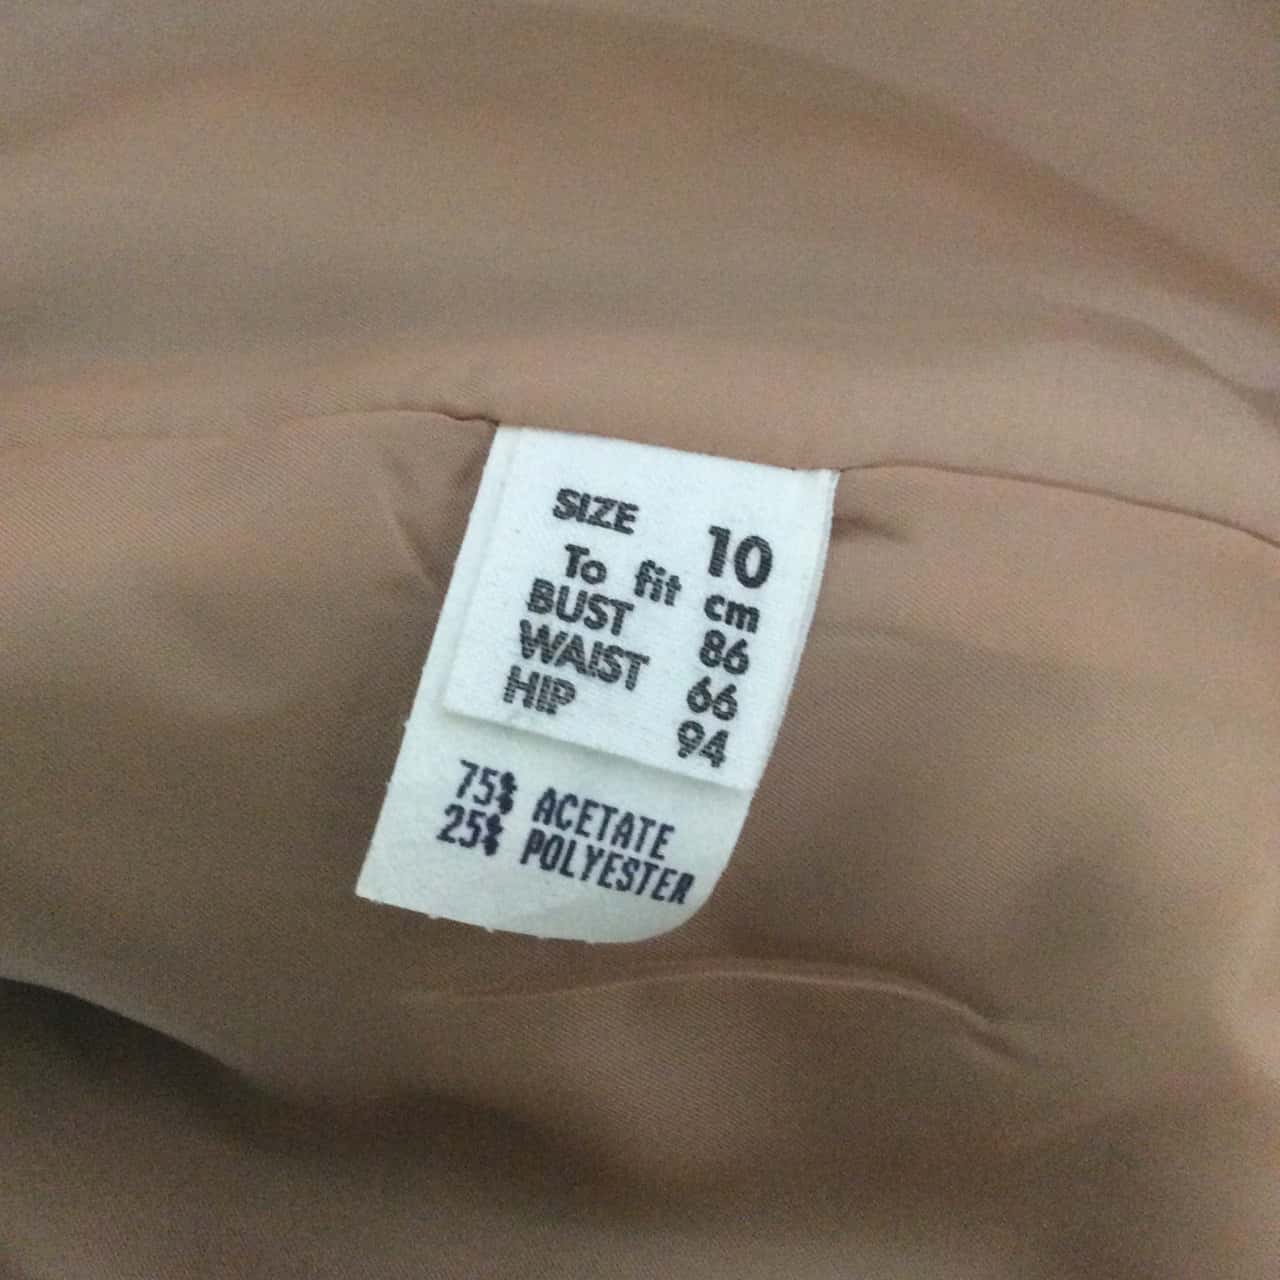 SIZE 10
To fit cm
BUST 86
WAIST 66
HIP 94
75% ACETATE
25% POLYESTER